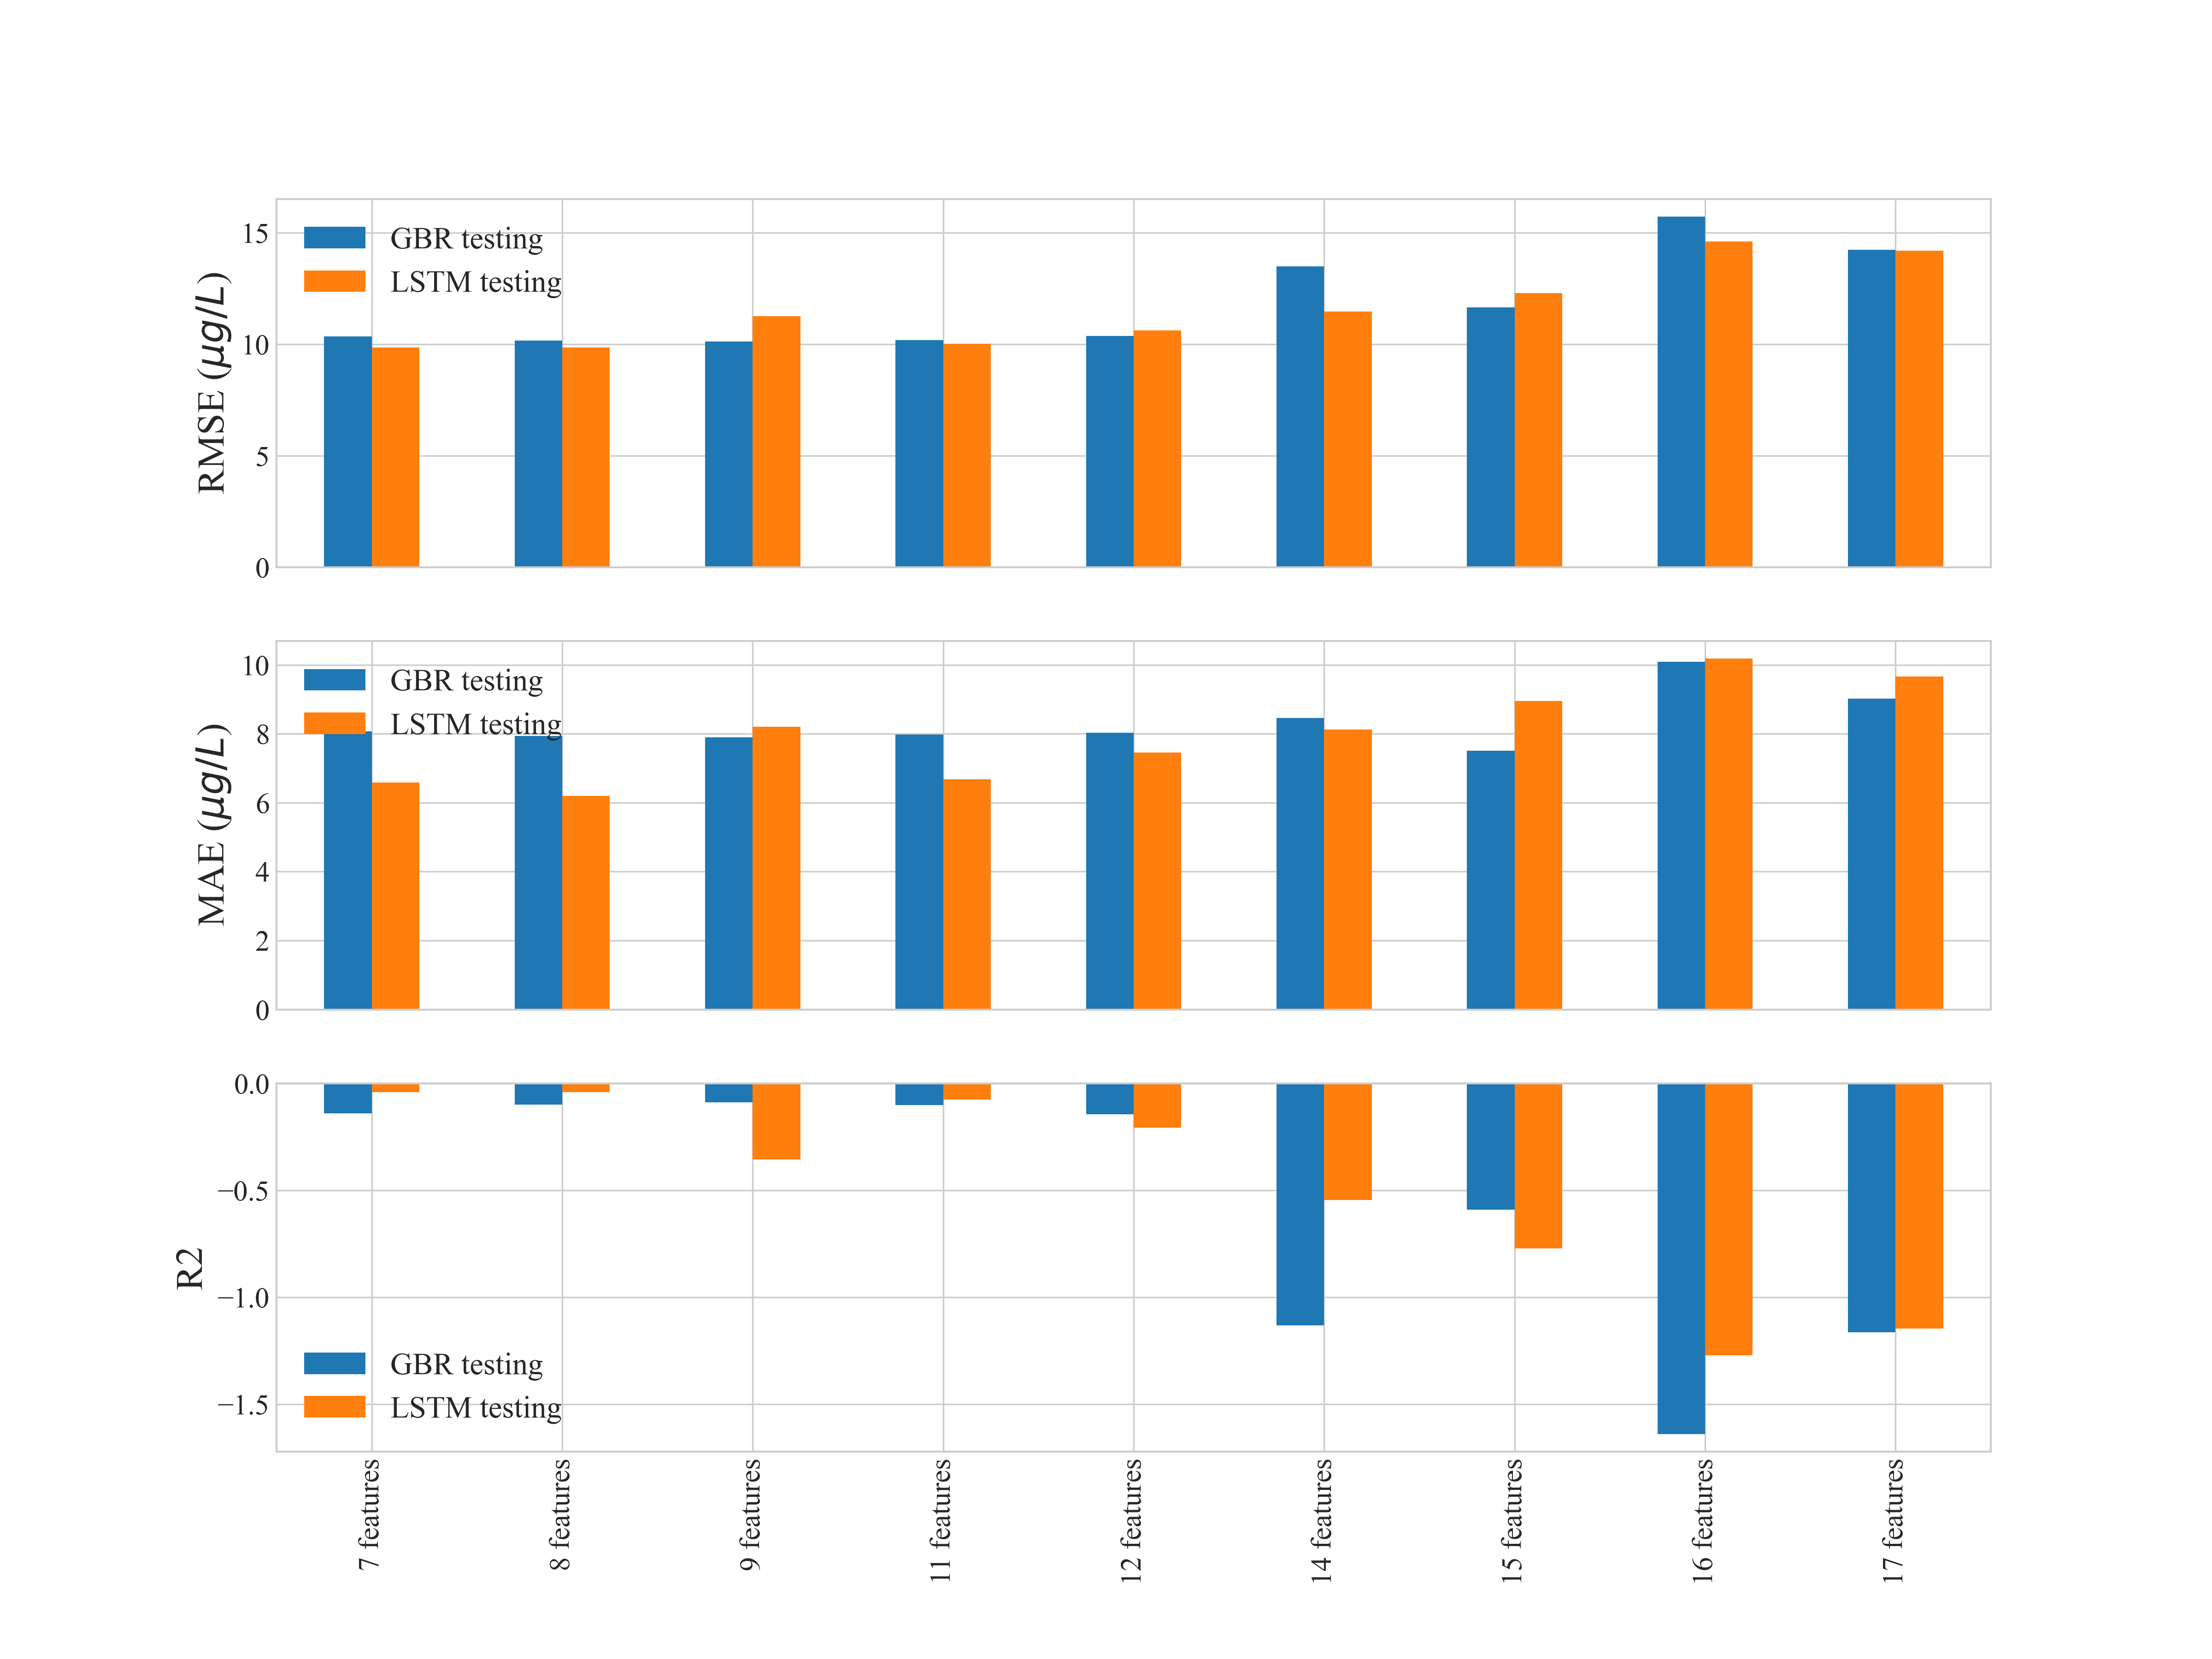 RMSE (μg/L)
15
10
5
0
GBR testing
LSTM testing
MAE (μg/L)
10
8
6
4
2
0
GBR testing
LSTM testing
R2
0.0
−0.5
−1.0
−1.5
GBR testing
LSTM testing
7 features
8 features
9 features
11 features
12 features
14 features
15 features
16 features
17 features